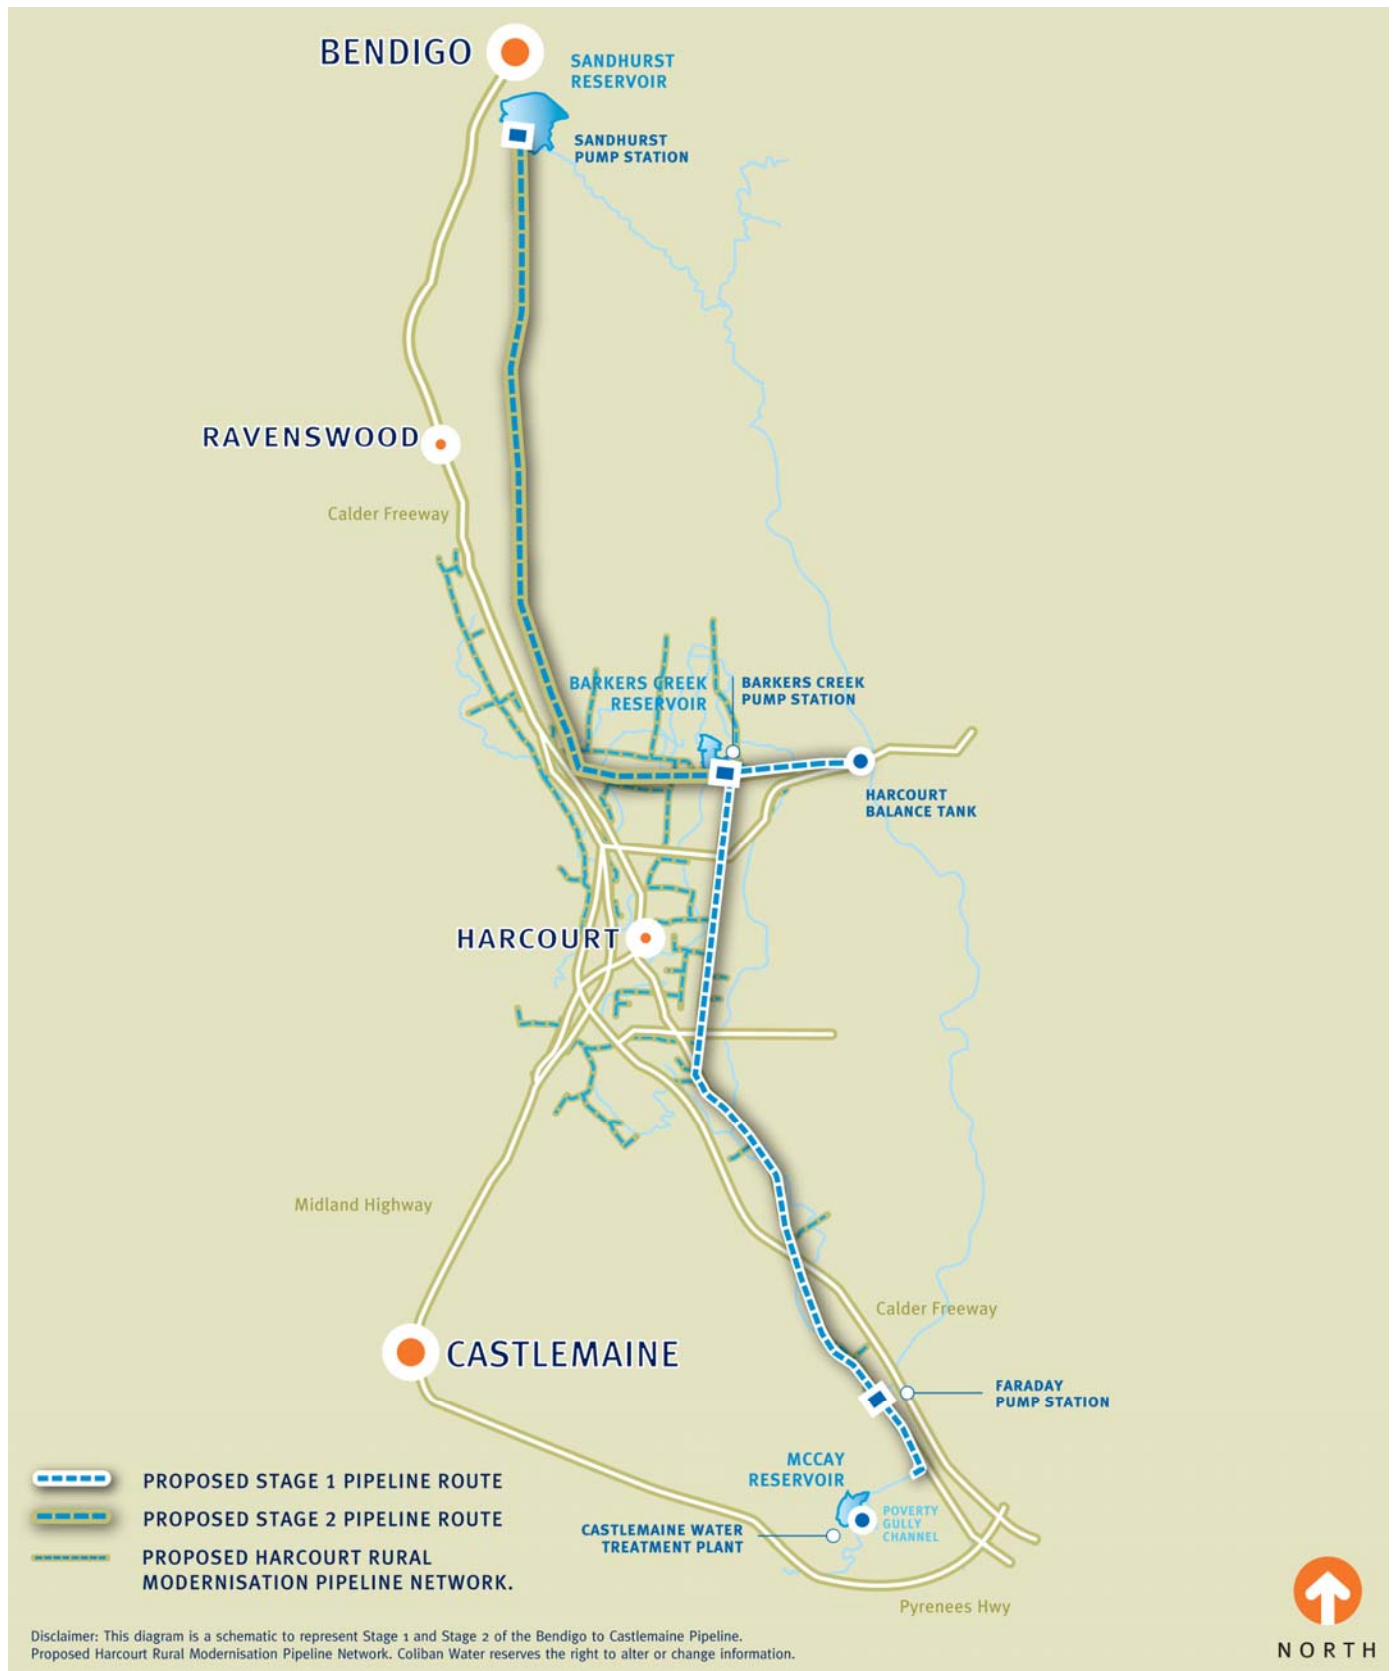 BENDIGO
SANDHURST
RESERVOIR
SANDHURST
PUMP STATION
RAVENSWOOD
Calder Freeway
BARKERS CREEK
RESERVOIR
BARKERS CREEK
PUMP STATION
HARCOURT
BALANCE TANK
HARCOURT
Midland Highway
Calder Freeway
CASTLEMAINE
FARADAY
PUMP STATION
MCCAY
RESERVOIR
POVERTY
GULLY
CHANNEL
CASTLEMAINE WATER
TREATMENT PLANT
Pyrenees Hwy
PROPOSED STAGE 1 PIPELINE ROUTE
PROPOSED STAGE 2 PIPELINE ROUTE
PROPOSED HARCOURT RURAL
MODERNISATION PIPELINE NETWORK.
Disclaimer: This diagram is a schematic to represent Stage 1 and Stage 2 of the Bendigo to Castlemaine Pipeline.
Proposed Harcourt Rural Modernisation Pipeline Network. Coliban Water reserves the right to alter or change information.
NORTH